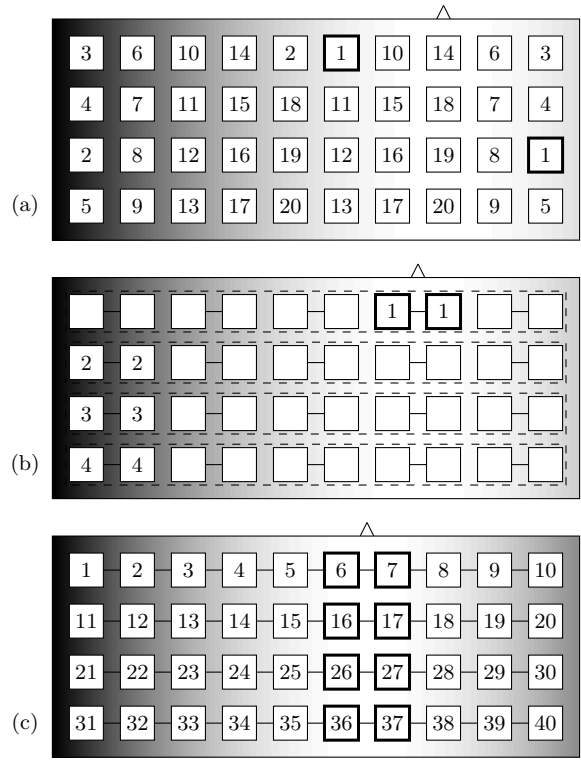 3 6 10 14 2 1 10 14 6 3
4 7 11 15 18 11 15 18 7 4
2 8 12 16 19 12 16 19 8 1
(a)
5 9 13 17 20 13 17 20 9 5
1 1
2 2
3 3
(b)
4 4
1 2 3 4 5 6 7 8 9 10
11 12 13 14 15 16 17 18 19 20
21 22 23 24 25 26 27 28 29 30
(c)
31 32 33 34 35 36 37 38 39 40